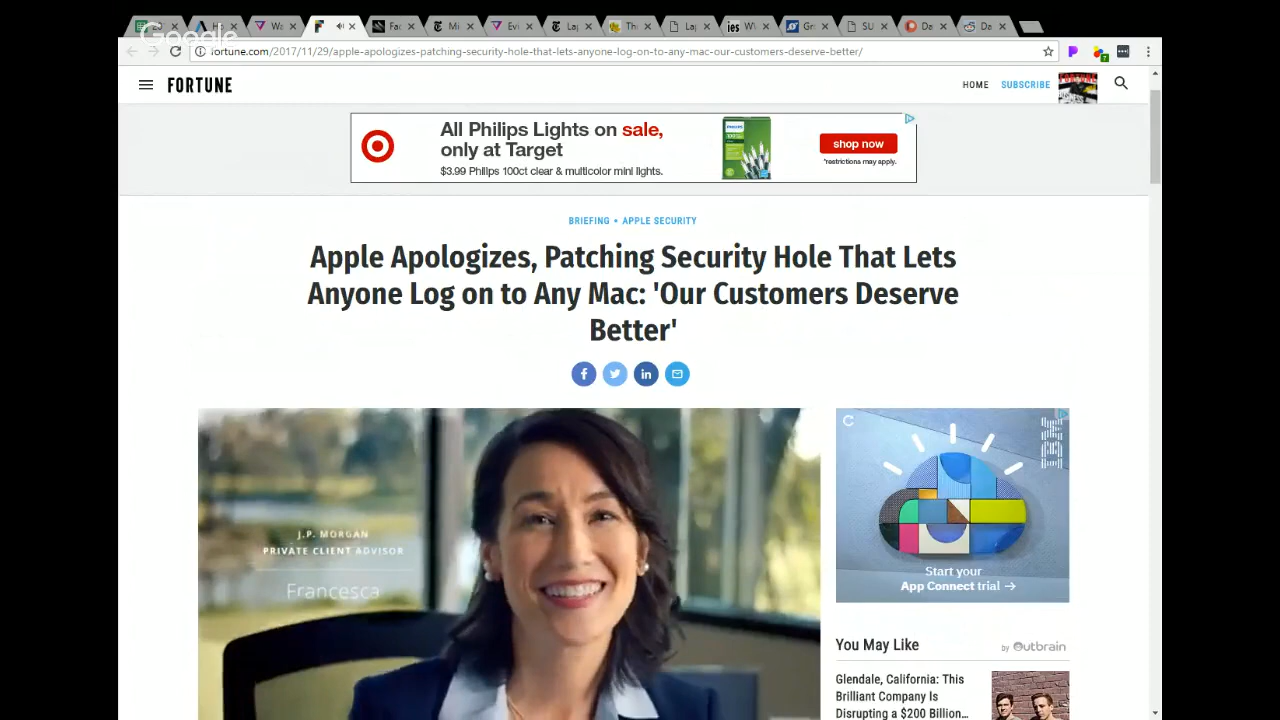 Google
fortune.com/2017/11/29/apple-apologizes-patching-security-hole-that-lets-anyone-log-on-to-any-mac-our-customers-deserve-better/
FORTUNE
HOME
SUBSCRIBE
All Philips Lights on sale,
only at Target
$3.99 Philips 100ct clear & multicolor mini lights.
PHILIPS
shop now
*restrictions may apply.
BRIEFING • APPLE SECURITY
Apple Apologizes, Patching Security Hole That Lets
Anyone Log on to Any Mac: 'Our Customers Deserve
Better'
J.P. MORGAN
PRIVATE CLIENT ADVISOR
Francesca
IBM
Start your
App Connect trial →
You May Like
by Outbrain
Glendale, California: This
Brilliant Company Is
Disrupting a $200 Billion...